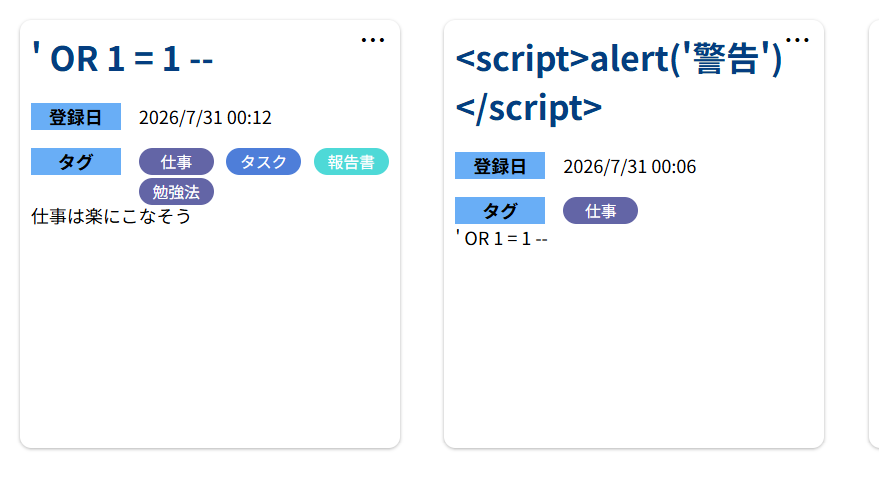 ' OR 1 = 1 --
...
登録日 2026/7/31 00:12
タグ 仕事 タスク 報告書
勉強法
仕事は楽にこなそう
<script>alert('警告')
</script>
...
登録日 2026/7/31 00:06
タグ 仕事
' OR 1 = 1 --